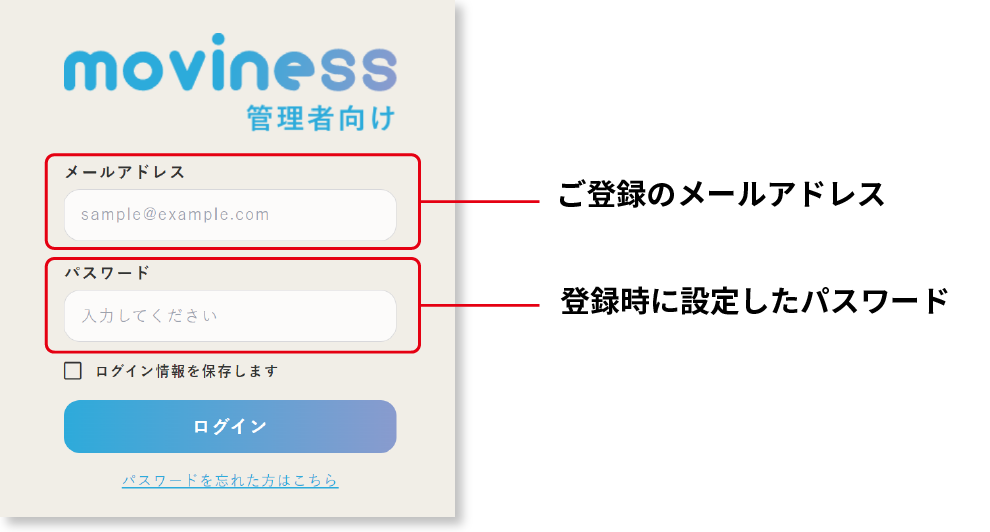 moviness
管理者向け
メールアドレス
sample@example.com
ご登録のメールアドレス
パスワード
入力してください
登録時に設定したパスワード
ログイン情報を保存します
ログイン
パスワードを忘れた方はこちら